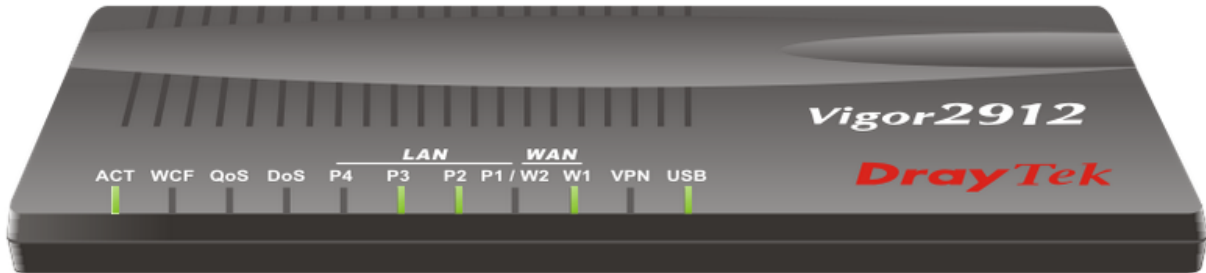 Vigor2912
LAN WAN
ACT WCF QoS DoS P4 P3 P2 P1 / W2 W1 VPN USB
DrayTek